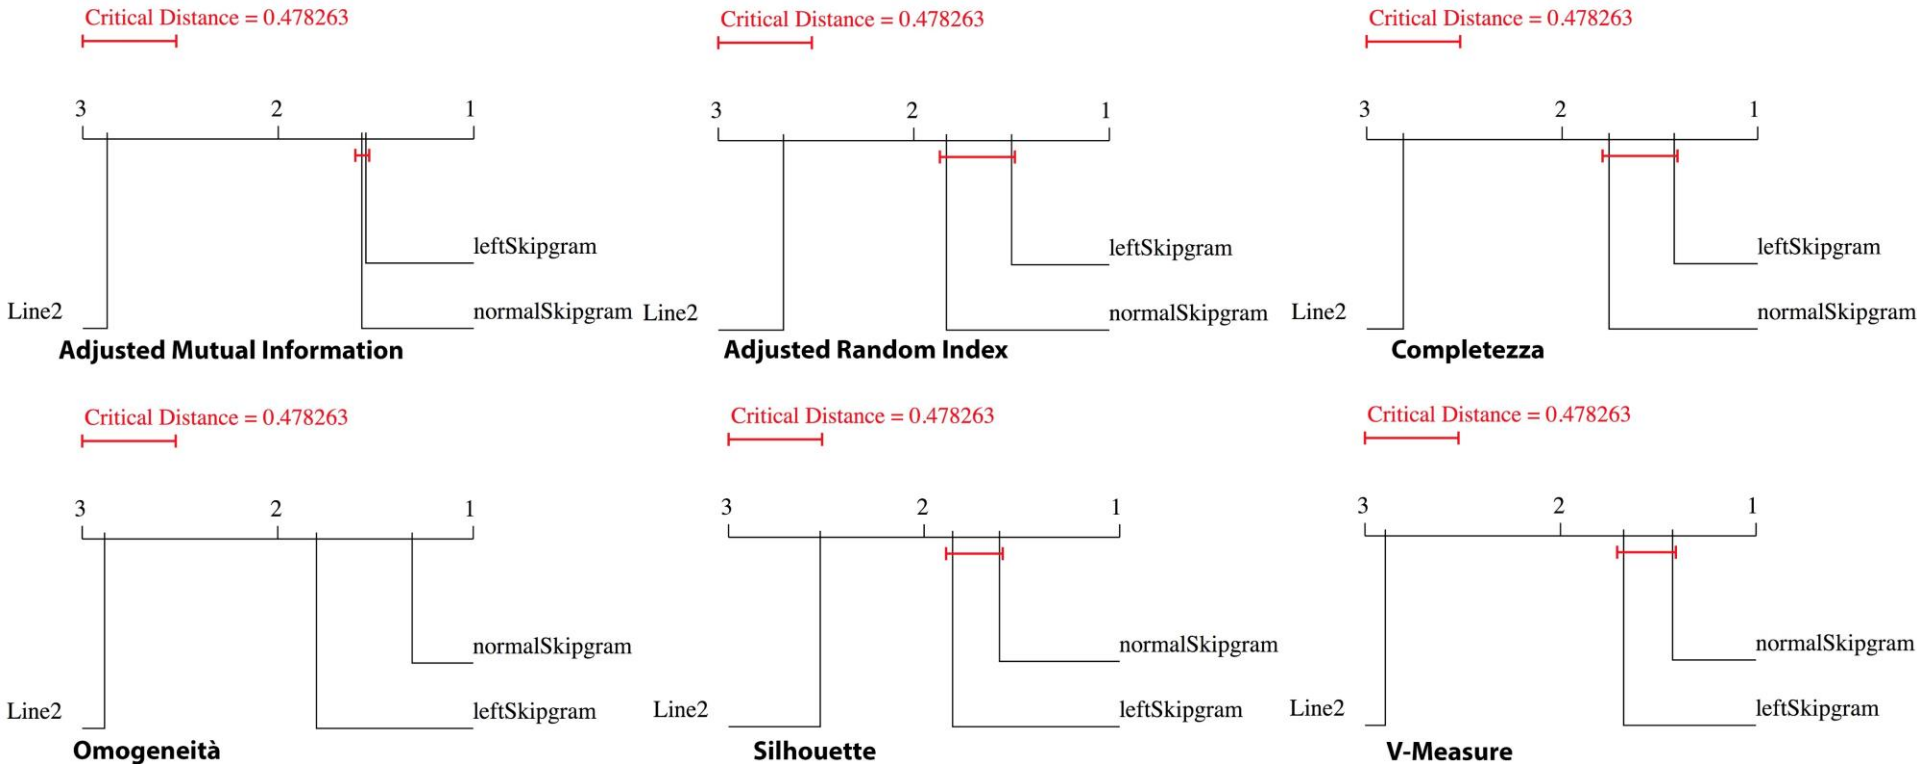 Critical Distance = 0.478263
3 2 1
leftSkipgram
Line2
normalSkipgram
Adjusted Mutual Information
Critical Distance = 0.478263
3 2 1
leftSkipgram
Line2
normalSkipgram
Adjusted Random Index
Critical Distance = 0.478263
3 2 1
leftSkipgram
Line2
normalSkipgram
Completezza
Critical Distance = 0.478263
3 2 1
normalSkipgram
Line2
leftSkipgram
Omogeneità
Critical Distance = 0.478263
3 2 1
normalSkipgram
Line2
leftSkipgram
Silhouette
Critical Distance = 0.478263
3 2 1
normalSkipgram
Line2
leftSkipgram
V-Measure